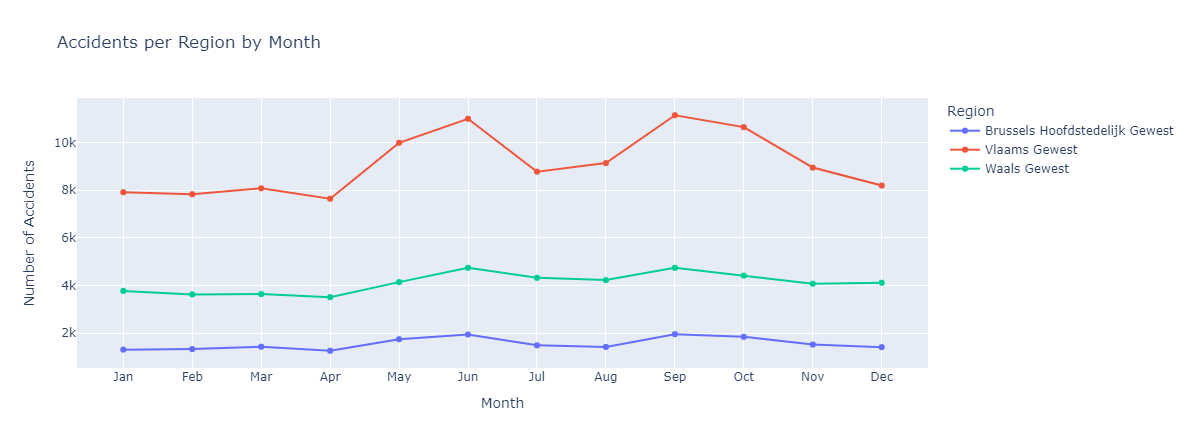 Accidents per Region by Month
Number of Accidents
10k
8k
6k
4k
2k
Jan Feb Mar Apr May Jun Jul Aug Sep Oct Nov Dec
Month
Region
Brussels Hoofdstedelijk Gewest
Vlaams Gewest
Waals Gewest